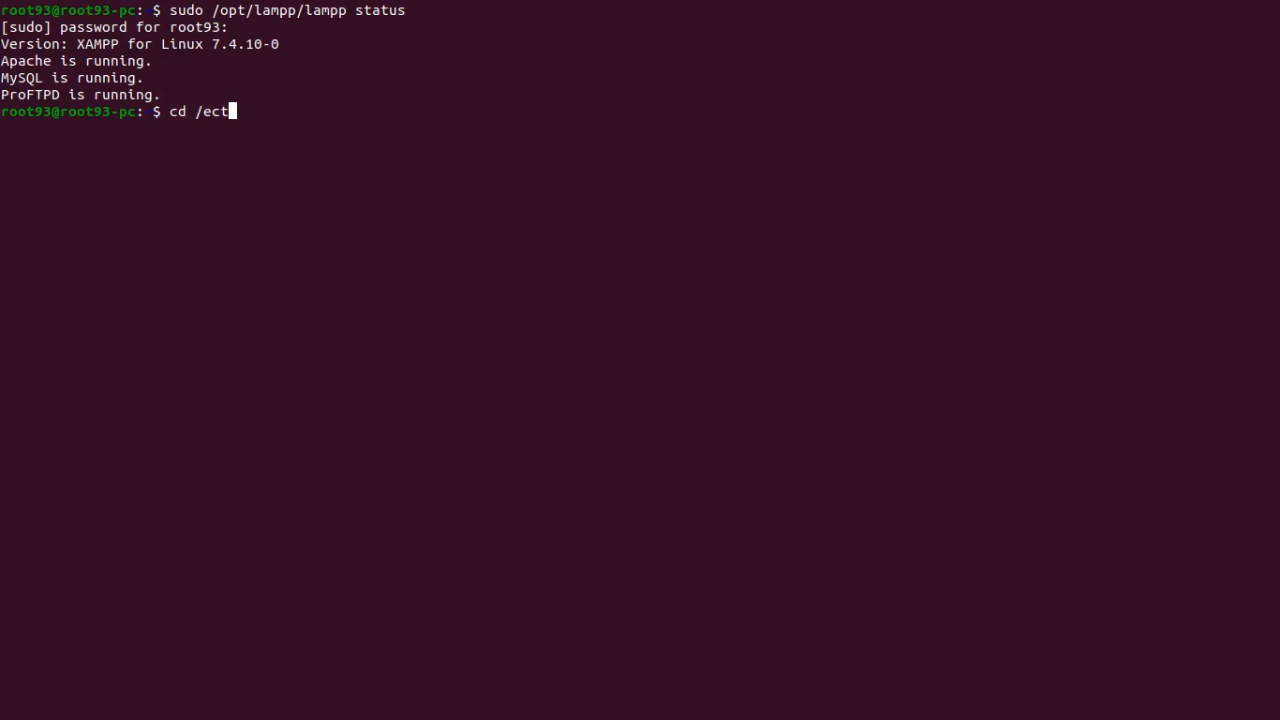 root93@root93-pc:~$ sudo /opt/lampp/lampp status
[sudo] password for root93:
Version: XAMPP for Linux 7.4.10-0
Apache is running.
MySQL is running.
ProFTPD is running.
root93@root93-pc:~$ cd /ect